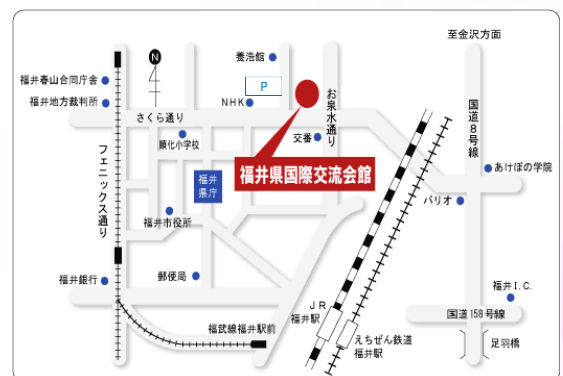 至金沢方面
養浩館
N
福井春山合同庁舎
P
福井地方裁判所
NHK
お泉水通り
国道8号線
さくら通り
交番
順化小学校
フェニックス通り
福井県国際交流会館
あけぼの学院
福井
県庁
パリオ
福井市役所
福井銀行
郵便局
福井I.C.
JR
福井駅
国道158号線
福武線福井駅前
えちぜん鉄道
福井駅
足羽橋